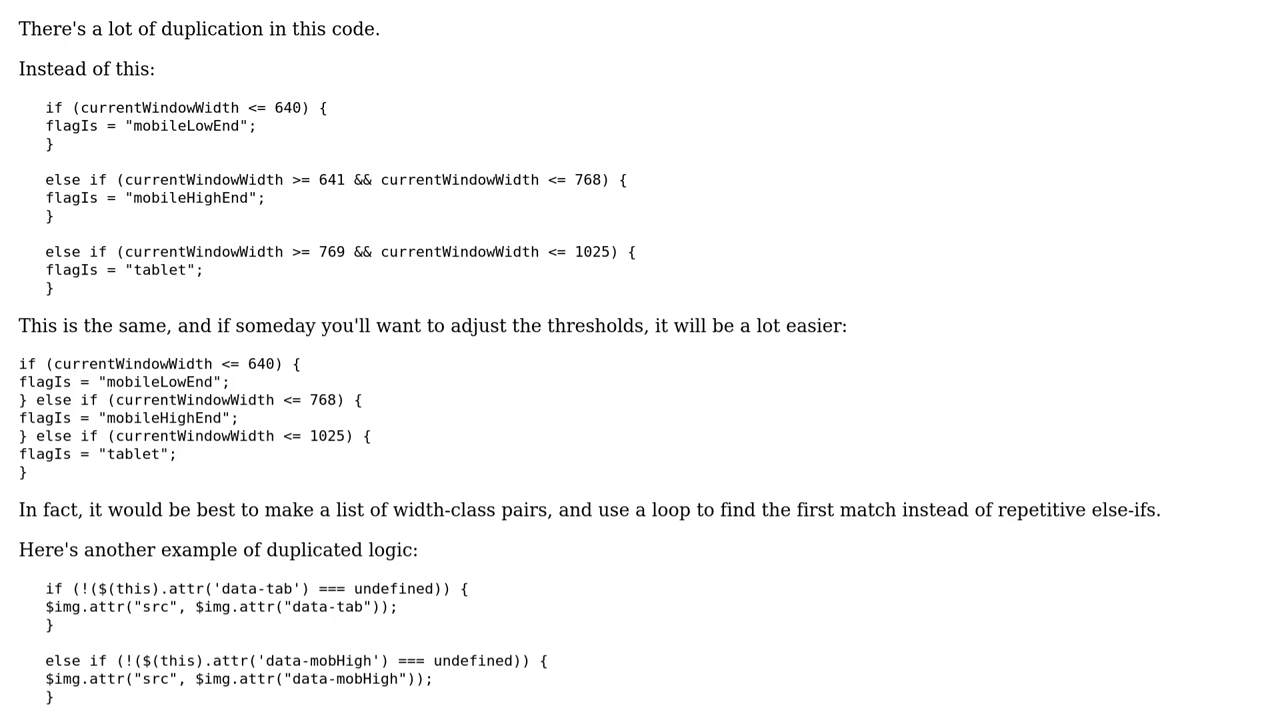 There's a lot of duplication in this code.
Instead of this:
if (currentWindowWidth <= 640) {
flagIs = "mobileLowEnd";
}
else if (currentWindowWidth >= 641 && currentWindowWidth <= 768) {
flagIs = "mobileHighEnd";
}
else if (currentWindowWidth >= 769 && currentWindowWidth <= 1025) {
flagIs = "tablet";
}
This is the same, and if someday you'll want to adjust the thresholds, it will be a lot easier:
if (currentWindowWidth <= 640) {
flagIs = "mobileLowEnd";
} else if (currentWindowWidth <= 768) {
flagIs = "mobileHighEnd";
} else if (currentWindowWidth <= 1025) {
flagIs = "tablet";
}
In fact, it would be best to make a list of width-class pairs, and use a loop to find the first match instead of repetitive else-ifs.
Here's another example of duplicated logic:
if (!($(this).attr('data-tab') === undefined)) {
$img.attr("src", $img.attr("data-tab"));
}
else if (!($(this).attr('data-mobHigh') === undefined)) {
$img.attr("src", $img.attr("data-mobHigh"));
}